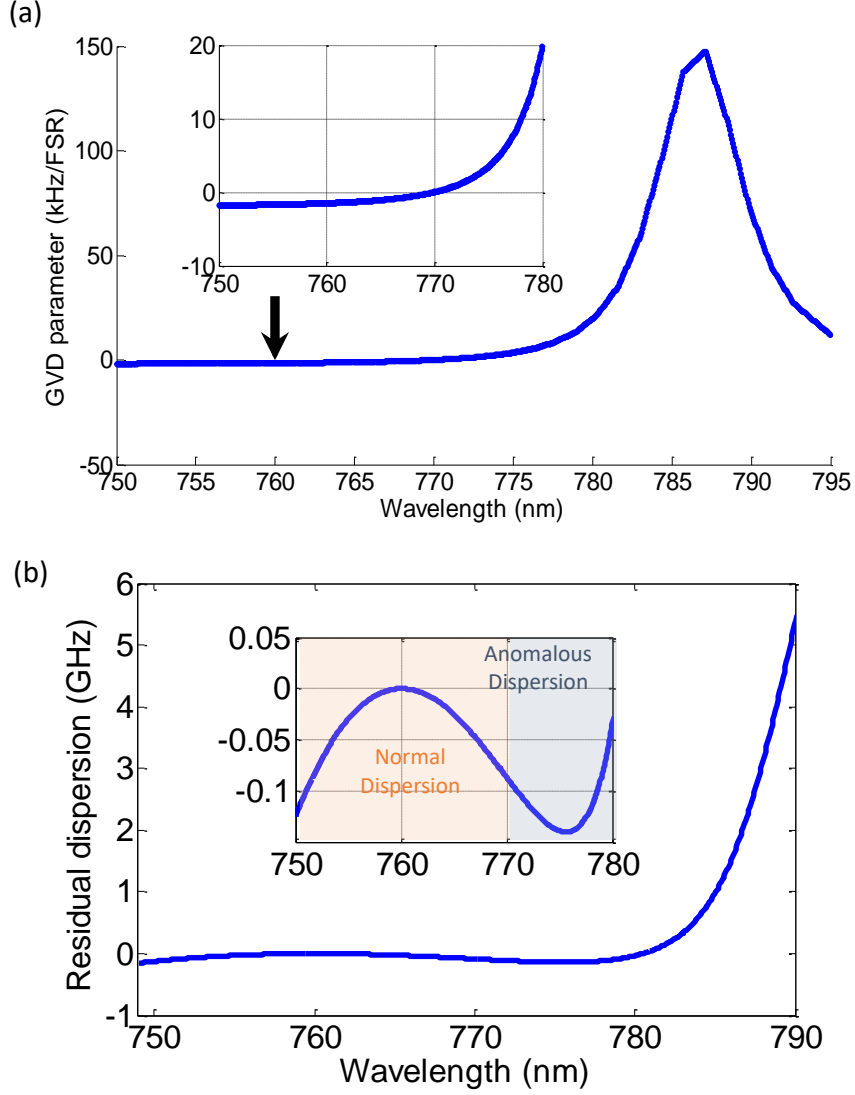 (a)
150
100
50
0
-50
GVD parameter (kHz/FSR)
20
10
0
-10
750 760 770 780
750 755 760 765 770 775 780 785 790 795
Wavelength (nm)
(b)
6
5
4
3
2
1
0
-1
Residual dispersion (GHz)
0.05
0
-0.05
-0.1
Anomalous
Dispersion
Normal
Dispersion
750 760 770 780
750 760 770 780 790
Wavelength (nm)